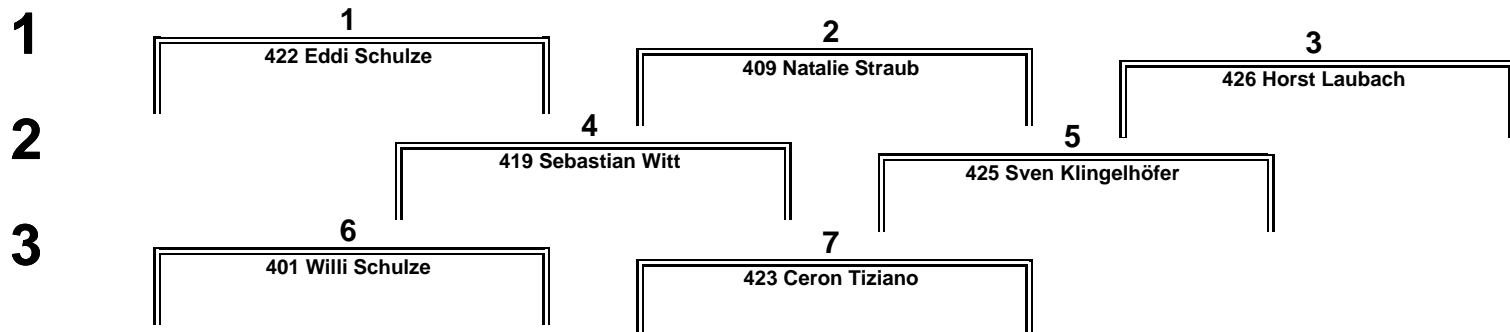 1
1
422 Eddi Schulze
2
409 Natalie Straub
3
426 Horst Laubach
2
4
419 Sebastian Witt
5
425 Sven Klingelhöfer
3
6
401 Willi Schulze
7
423 Ceron Tiziano